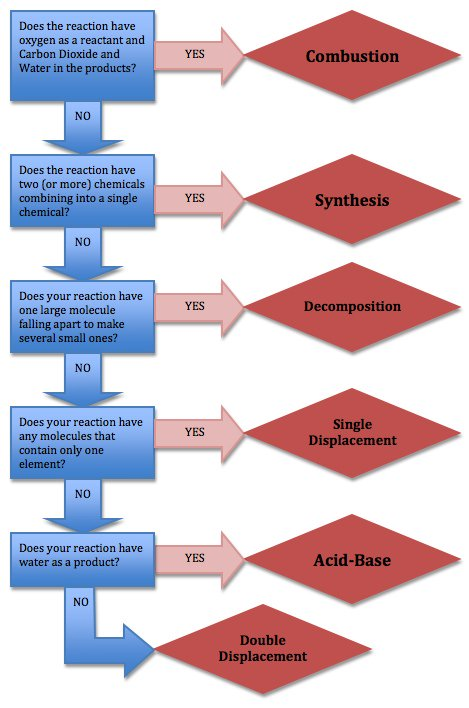 Does the reaction have
oxygen as a reactant and
Carbon Dioxide and
Water in the products?
YES
Combustion
NO
Does the reaction have
two (or more) chemicals
combining into a single
chemical?
YES
Synthesis
NO
Does your reaction have
one large molecule
falling apart to make
several small ones?
YES
Decomposition
NO
Does your reaction have
any molecules that
contain only one
element?
YES
Single
Displacement
NO
Does your reaction have
water as a product?
YES
Acid-Base
NO
Double
Displacement